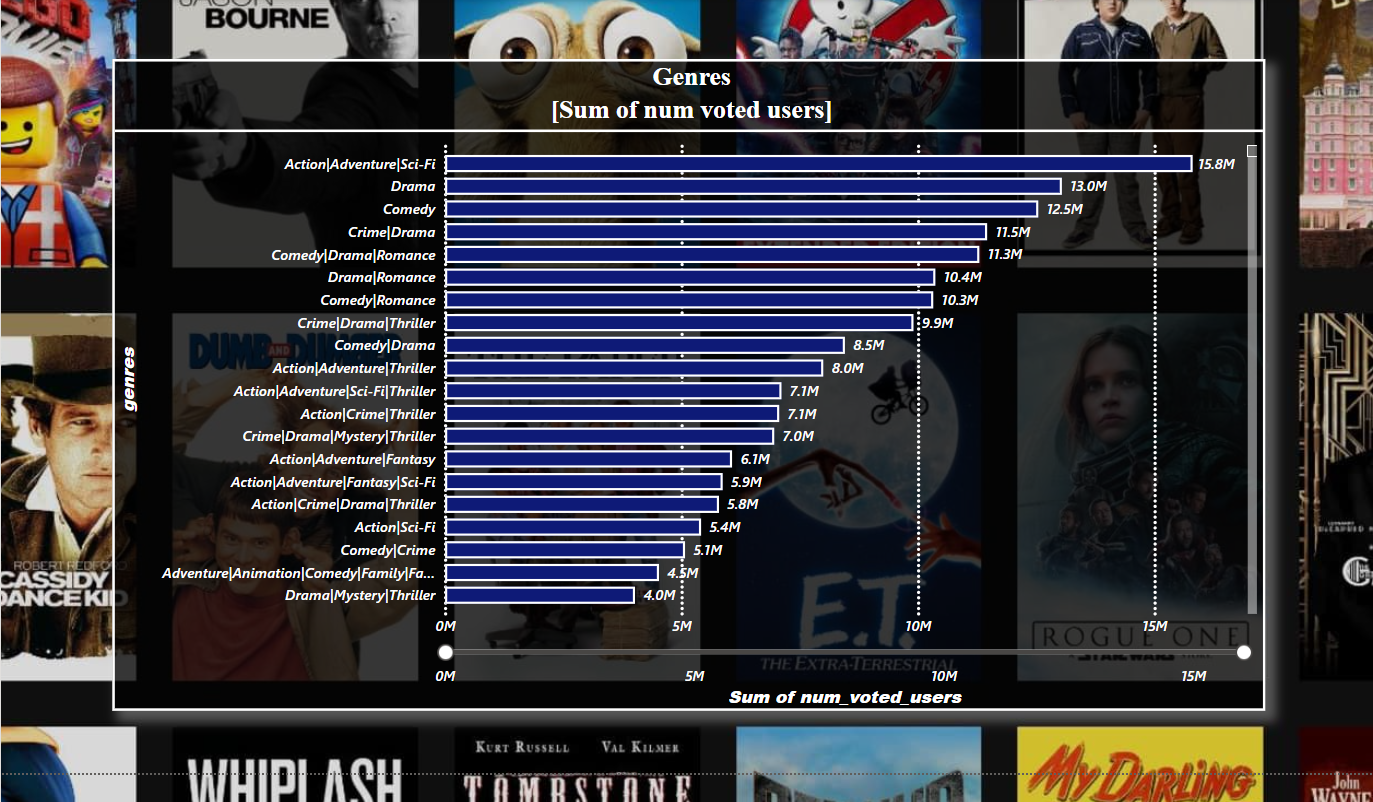 JASON
BOURNE
Genres
[Sum of num voted users]
Action|Adventure|Sci-Fi 15.8M
Drama 13.0M
Comedy 12.5M
Crime|Drama 11.5M
Comedy|Drama|Romance 11.3M
Drama|Romance 10.4M
Comedy|Romance 10.3M
Crime|Drama|Thriller 9.9M
Comedy|Drama 8.5M
Action|Adventure|Thriller 8.0M
Action|Adventure|Sci-Fi|Thriller 7.1M
Action|Crime|Thriller 7.1M
Crime|Drama|Mystery|Thriller 7.0M
Action|Adventure|Fantasy 6.1M
Action|Adventure|Fantasy|Sci-Fi 5.9M
Action|Crime|Drama|Thriller 5.8M
Action|Sci-Fi 5.4M
Comedy|Crime 5.1M
Adventure|Animation|Comedy|Family|Fa... 4.5M
Drama|Mystery|Thriller 4.0M
genres
0M 5M 10M 15M
0M 5M 10M 15M
Sum of num_voted_users
DUMB AND
ROBERT REDFO
CASSIDY
DANCE KID
E.T.
THE EXTRA-TERRESTRIAL
ROGUE ONE
WHIPLASH
KURT RUSSELL VAL KILMER
TOMBSTONE
MY DARLING
John
WAYNE